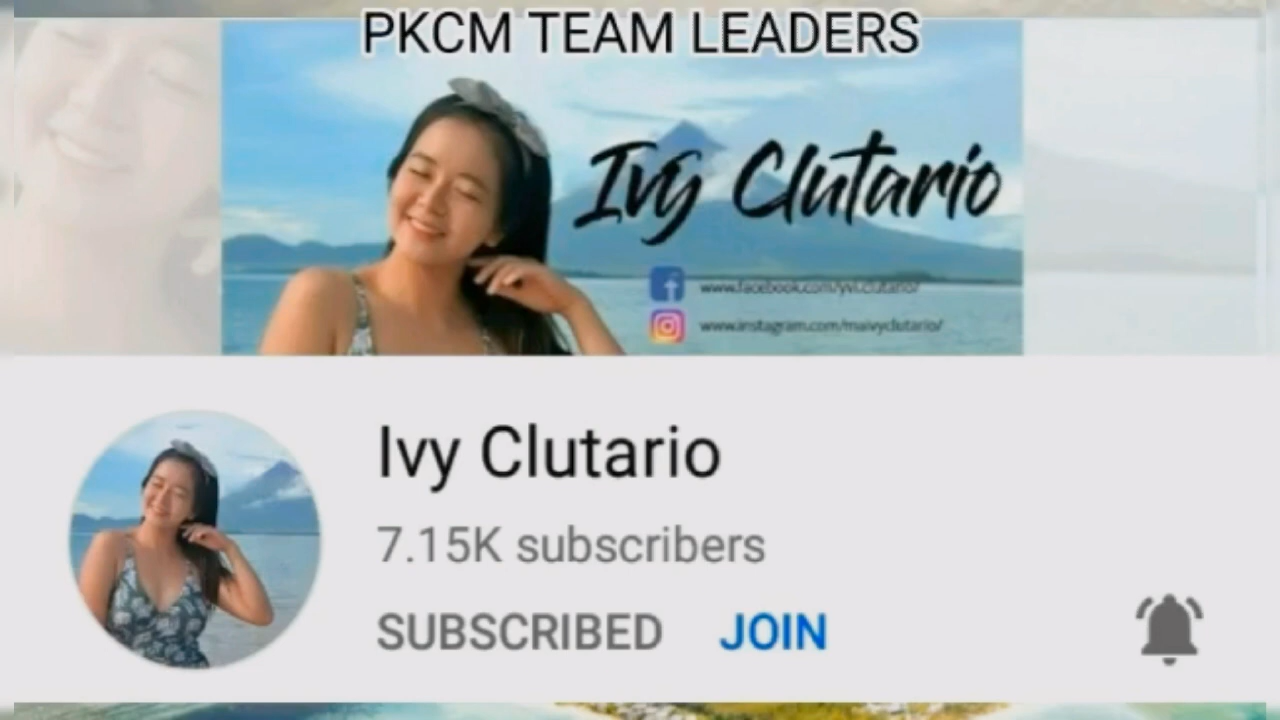 PKCM TEAM LEADERS
Ivy Clutario
www.facebook.com/yvi.clutario/
www.instagram.com/maivyclutario/
Ivy Clutario
7.15K subscribers
SUBSCRIBED JOIN